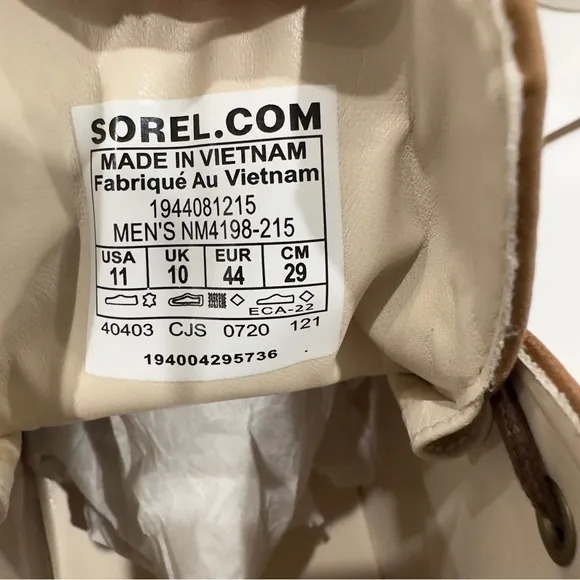 SOREL.COM
MADE IN VIETNAM
Fabriqué Au Vietnam
1944081215
MEN'S NM4198-215
USA UK EUR CM
11 10 44 29
ECA-22
40403 CJS 0720 121
194004295736